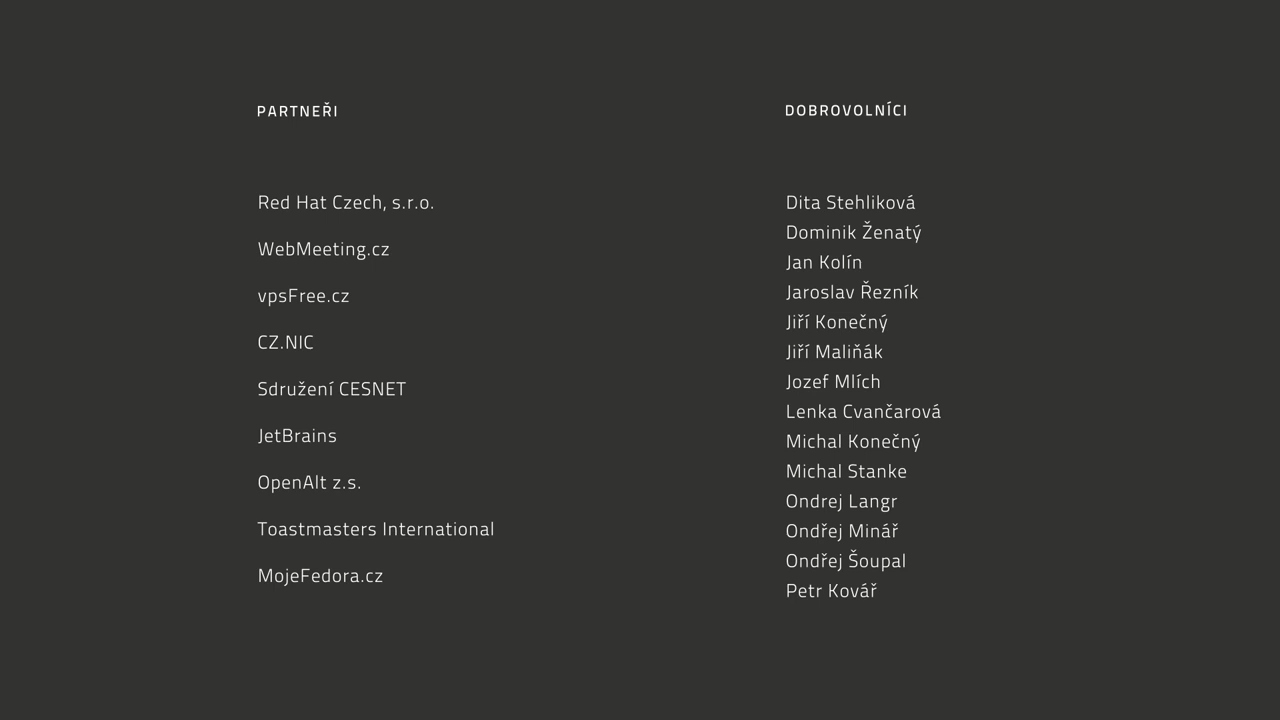 PARTNEŘI
Red Hat Czech, s.r.o.
WebMeeting.cz
vpsFree.cz
CZ.NIC
Sdružení CESNET
JetBrains
OpenAlt z.s.
Toastmasters International
MojeFedora.cz
DOBROVOLNÍCI
Dita Stehliková
Dominik Ženatý
Jan Kolín
Jaroslav Řezník
Jiří Konečný
Jiří Maliňák
Jozef Mlích
Lenka Cvančarová
Michal Konečný
Michal Stanke
Ondrej Langr
Ondřej Minář
Ondřej Šoupal
Petr Kovář